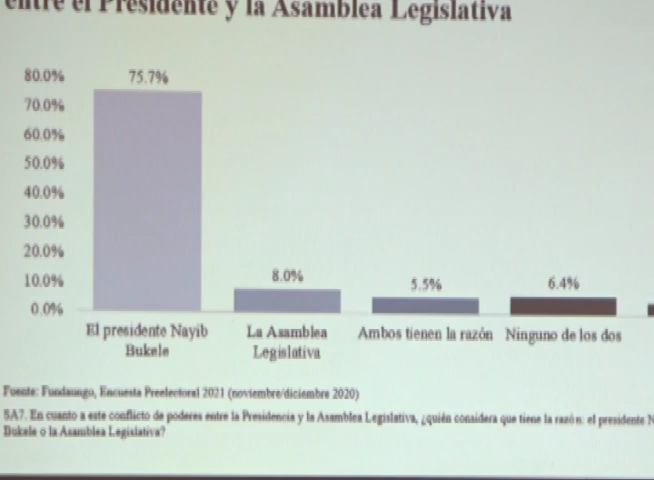 entre el Presidente y la Asamblea Legislativa
80.0%
75.7%
70.0%
60.0%
50.0%
40.0%
30.0%
20.0%
10.0%
8.0%
5.5%
6.4%
0.0%
El presidente Nayib
Bukele
La Asamblea
Legislativa
Ambos tienen la razón
Ninguno de los dos
Fuente: Fundaungo, Encuesta Preelectoral 2021 (noviembre/diciembre 2020)
5A7. En cuanto a este conflicto de poderes entre la Presidencia y la Asamblea Legislativa, ¿quién considera que tiene la razón: el presidente N
Bukele o la Asamblea Legislativa?